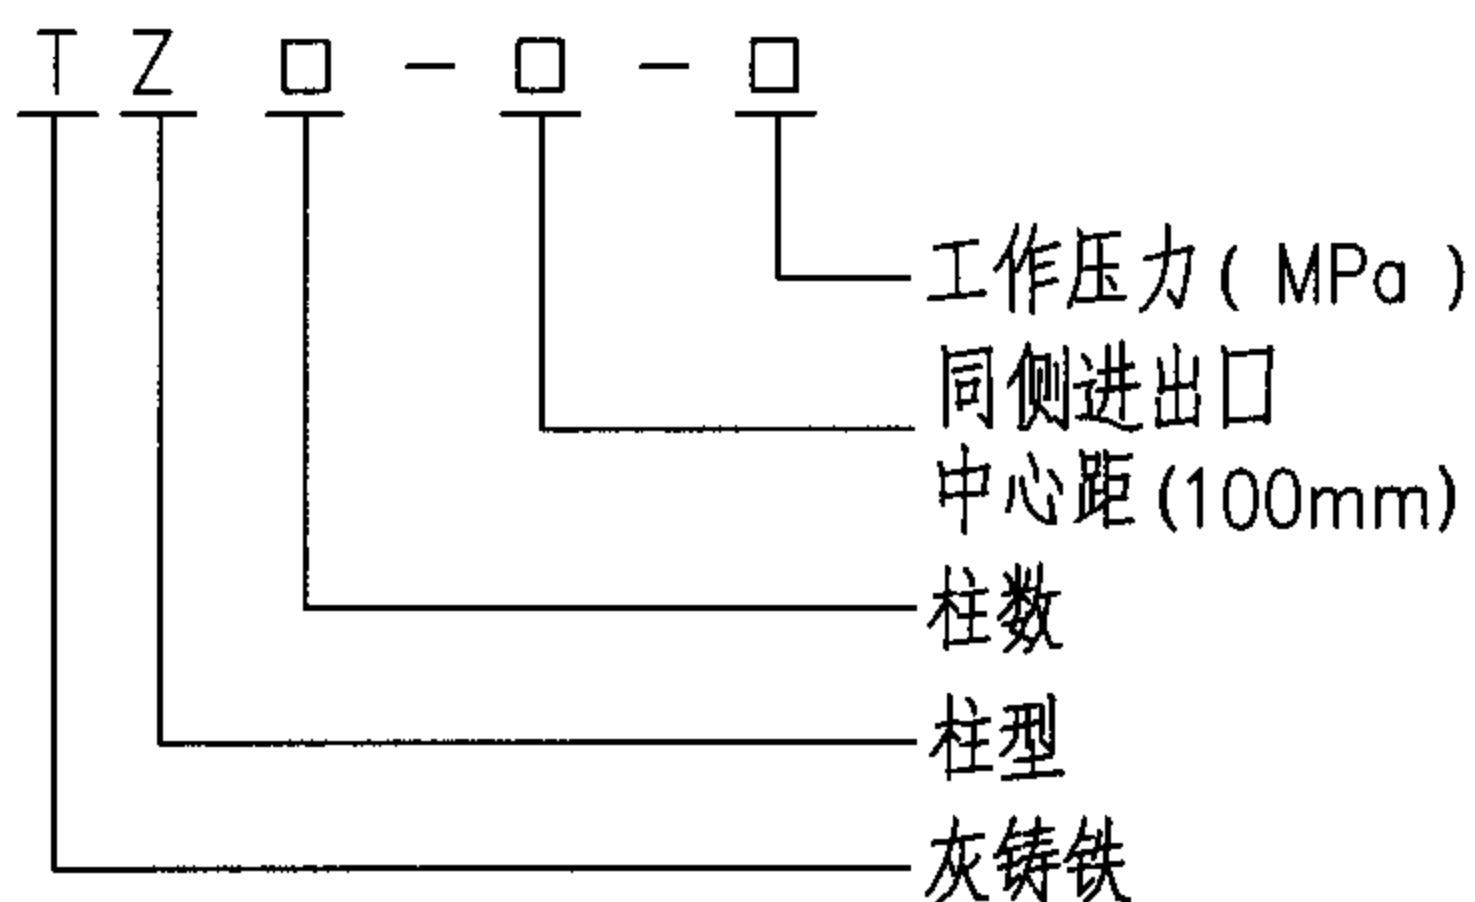 TZ□-□-□
工作压力( MPa )
同侧进出口
中心距(100mm)
柱数
柱型
灰铸铁